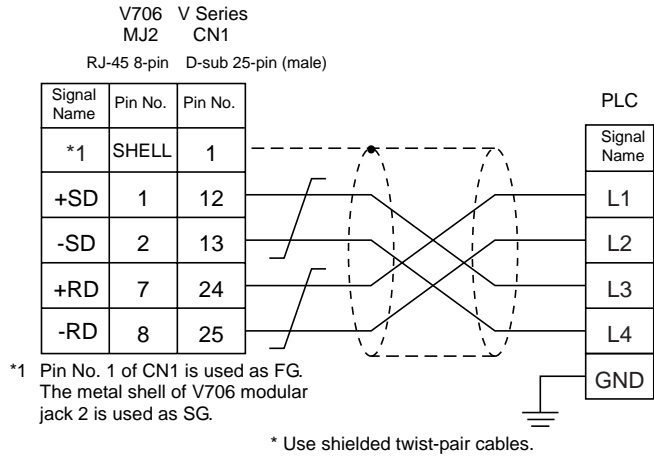 V706 V Series
MJ2 CN1
RJ-45 8-pin D-sub 25-pin (male)
Signal Name Pin No. Pin No.
*1 SHELL 1
+SD 1 12
-SD 2 13
+RD 7 24
-RD 8 25
PLC
Signal Name
L1
L2
L3
L4
GND
*1 Pin No. 1 of CN1 is used as FG.
The metal shell of V706 modular
jack 2 is used as SG.
* Use shielded twist-pair cables.